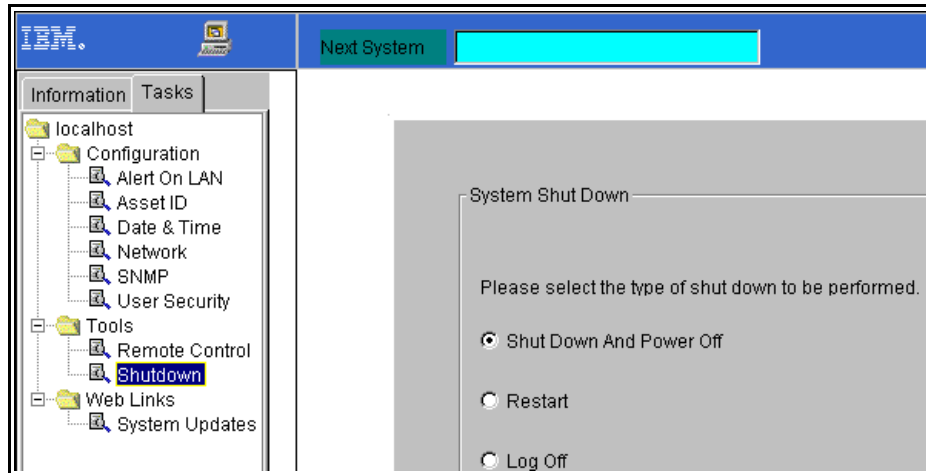 IBM.
Next System
Information Tasks
localhost
Configuration
Alert On LAN
Asset ID
Date & Time
Network
SNMP
User Security
Tools
Remote Control
Shutdown
Web Links
System Updates
System Shut Down
Please select the type of shut down to be performed.
Shut Down And Power Off
Restart
Log Off